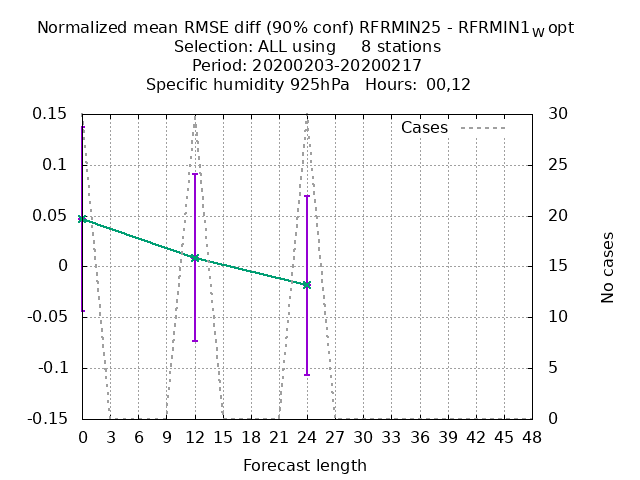 Normalized mean RMSE diff (90% conf) RFRMIN25 - RFRMIN1w opt
Selection: ALL using 8 stations
Period: 20200203-20200217
Specific humidity 925hPa Hours: 00,12
Cases
0.15
0.1
0.05
0
-0.05
-0.1
-0.15
30
25
20
15
10
5
0
No cases
0 3 6 9 12 15 18 21 24 27 30 33 36 39 42 45 48
Forecast length